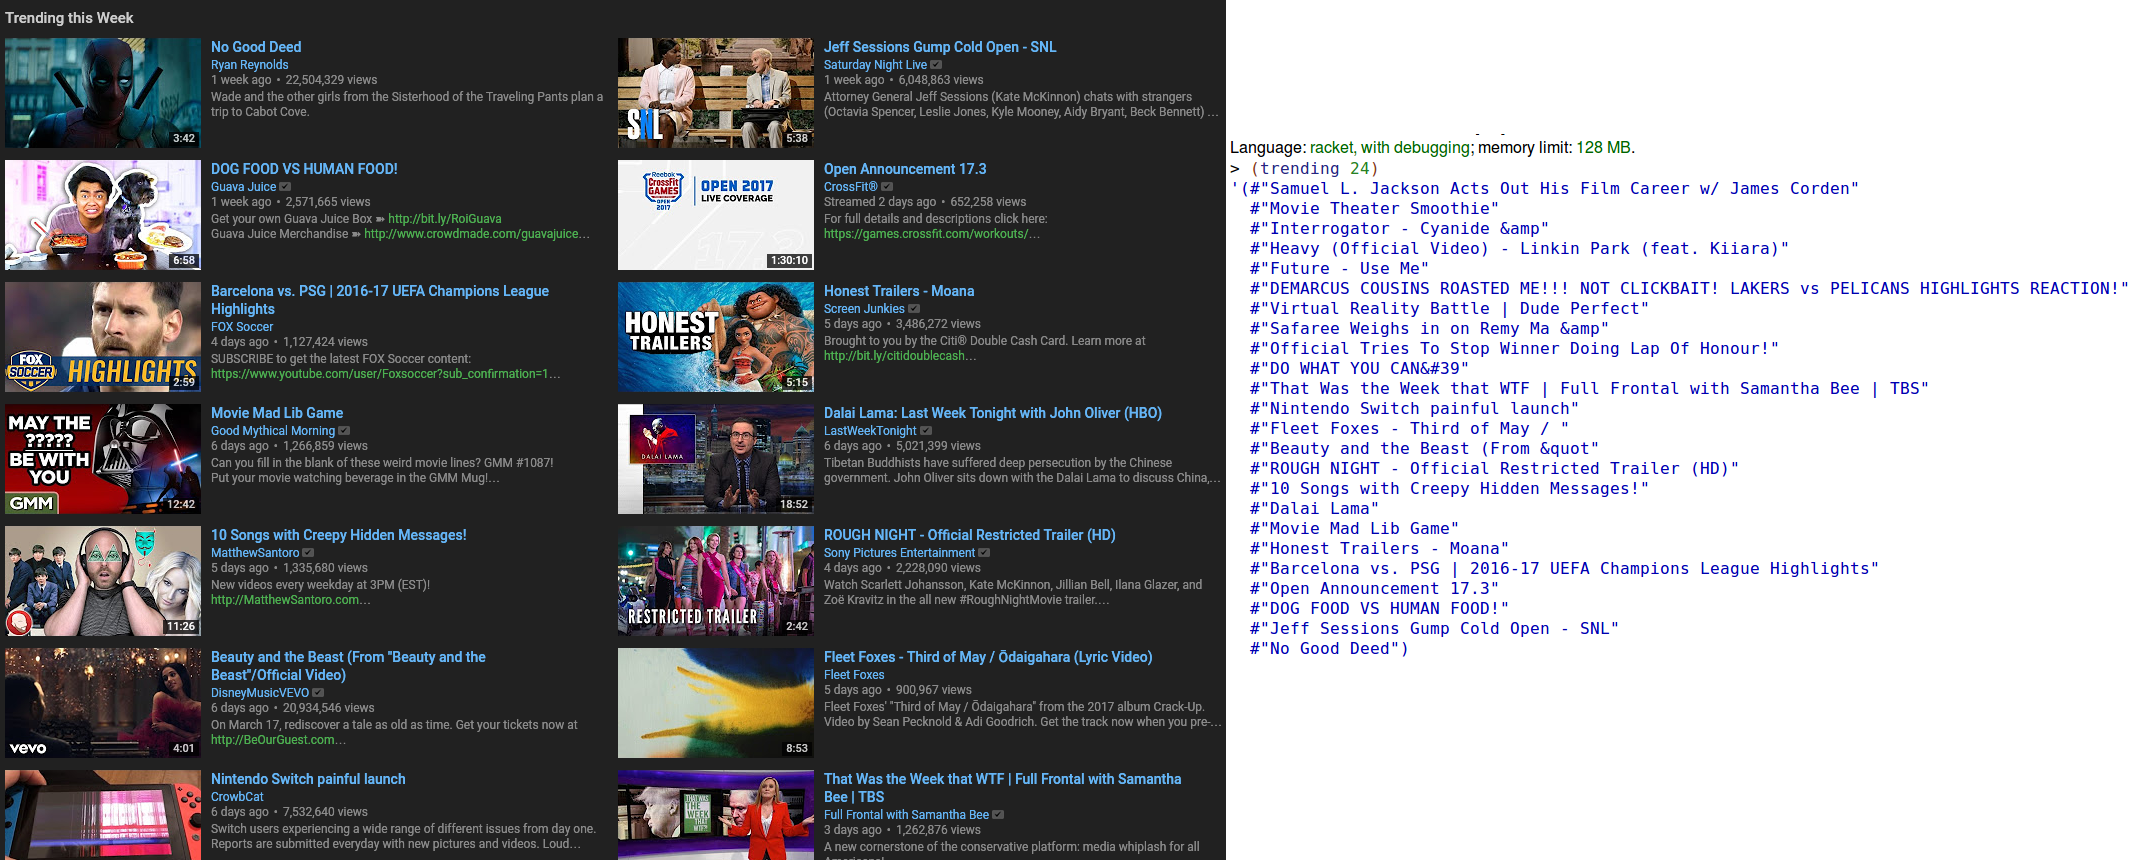 Trending this Week
3:42
No Good Deed
Ryan Reynolds
1 week ago • 22,504,329 views
Wade and the other girls from the Sisterhood of the Traveling Pants plan a
trip to Cabot Cove.
SNL
5:38
Jeff Sessions Gump Cold Open - SNL
Saturday Night Live
1 week ago • 6,048,863 views
Attorney General Jeff Sessions (Kate McKinnon) chats with strangers
(Octavia Spencer, Leslie Jones, Kyle Mooney, Aidy Bryant, Beck Bennett) ...
6:58
DOG FOOD VS HUMAN FOOD!
Guava Juice
1 week ago • 2,571,665 views
Get your own Guava Juice Box ➽ http://bit.ly/RoiGuava
Guava Juice Merchandise ➽ http://www.crowdmade.com/guavajuice...
Reebok
CrossFit
GAMES
OPEN
2017
OPEN 2017
LIVE COVERAGE
17.3
1:30:10
Open Announcement 17.3
CrossFit®
Streamed 2 days ago • 652,258 views
For full details and descriptions click here:
https://games.crossfit.com/workouts/...
FOX
SOCCER
HIGHLIGHTS
2:59
Barcelona vs. PSG | 2016-17 UEFA Champions League
Highlights
FOX Soccer
4 days ago • 1,127,424 views
SUBSCRIBE to get the latest FOX Soccer content:
https://www.youtube.com/user/Foxsoccer?sub_confirmation=1...
HONEST
TRAILERS
5:15
Honest Trailers - Moana
Screen Junkies
5 days ago • 3,486,272 views
Brought to you by the Citi® Double Cash Card. Learn more at
http://bit.ly/citidoublecash...
MAY THE
?????
BE WITH
YOU
GMM
12:42
Movie Mad Lib Game
Good Mythical Morning
6 days ago • 1,266,859 views
Can you fill in the blank of these weird movie lines? GMM #1087!
Put your movie watching beverage in the GMM Mug!...
DALAI LAMA
18:52
Dalai Lama: Last Week Tonight with John Oliver (HBO)
LastWeekTonight
6 days ago • 5,021,399 views
Tibetan Buddhists have suffered deep persecution by the Chinese
government. John Oliver sits down with the Dalai Lama to discuss China,...
11:26
10 Songs with Creepy Hidden Messages!
MatthewSantoro
5 days ago • 1,335,680 views
New videos every weekday at 3PM (EST)!
http://MatthewSantoro.com...
RESTRICTED TRAILER
2:42
ROUGH NIGHT - Official Restricted Trailer (HD)
Sony Pictures Entertainment
4 days ago • 2,228,090 views
Watch Scarlett Johansson, Kate McKinnon, Jillian Bell, Ilana Glazer, and
Zoë Kravitz in the all new #RoughNightMovie trailer....
vevo
4:01
Beauty and the Beast (From "Beauty and the
Beast"/Official Video)
DisneyMusicVEVO
6 days ago • 20,934,546 views
On March 17, rediscover a tale as old as time. Get your tickets now at
http://BeOurGuest.com...
8:53
Fleet Foxes - Third of May / Ōdaigahara (Lyric Video)
Fleet Foxes
5 days ago • 900,967 views
Fleet Foxes' "Third of May / Ōdaigahara" from the 2017 album Crack-Up.
Video by Sean Pecknold & Adi Goodrich. Get the track now when you pre-...
Nintendo Switch painful launch
CrowbCat
6 days ago • 7,532,640 views
Switch users experiencing a wide range of different issues from day one.
Reports are submitted everyday with new pictures and videos. Loud...
THAT WAS
THE
WEEK
THAT
WTF?
That Was the Week that WTF | Full Frontal with Samantha
Bee | TBS
Full Frontal with Samantha Bee
3 days ago • 1,262,876 views
A new cornerstone of the conservative platform: media whiplash for all
Language: racket, with debugging; memory limit: 128 MB.
> (trending 24)
'(#"Samuel L. Jackson Acts Out His Film Career w/ James Corden"
#"Movie Theater Smoothie"
#"Interrogator - Cyanide &amp"
#"Heavy (Official Video) - Linkin Park (feat. Kiiara)"
#"Future - Use Me"
#"DEMARCUS COUSINS ROASTED ME!!! NOT CLICKBAIT! LAKERS vs PELICANS HIGHLIGHTS REACTION!"
#"Virtual Reality Battle | Dude Perfect"
#"Safaree Weighs in on Remy Ma &amp"
#"Official Tries To Stop Winner Doing Lap Of Honour!"
#"DO WHAT YOU CAN&#39"
#"That Was the Week that WTF | Full Frontal with Samantha Bee | TBS"
#"Nintendo Switch painful launch"
#"Fleet Foxes - Third of May / "
#"Beauty and the Beast (From &quot"
#"ROUGH NIGHT - Official Restricted Trailer (HD)"
#"10 Songs with Creepy Hidden Messages!"
#"Dalai Lama"
#"Movie Mad Lib Game"
#"Honest Trailers - Moana"
#"Barcelona vs. PSG | 2016-17 UEFA Champions League Highlights"
#"Open Announcement 17.3"
#"DOG FOOD VS HUMAN FOOD!"
#"Jeff Sessions Gump Cold Open - SNL"
#"No Good Deed")